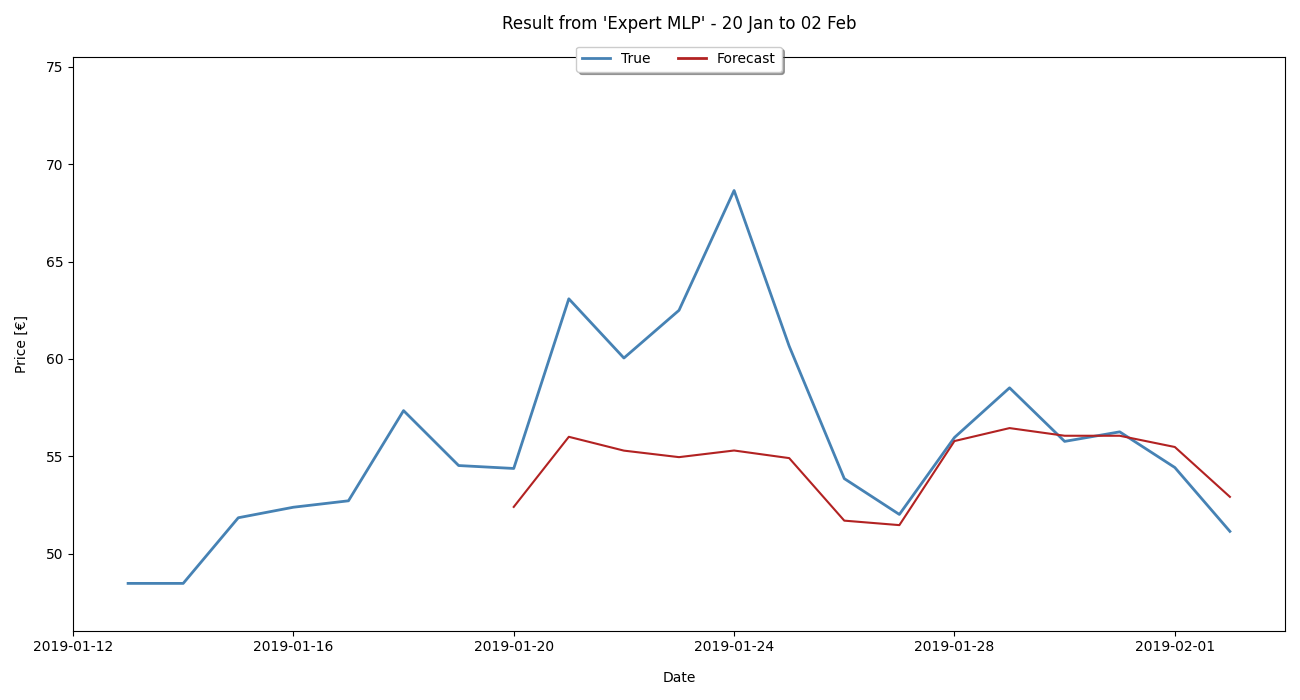 Result from 'Expert MLP' - 20 Jan to 02 Feb
True
Forecast
75
70
65
60
55
50
Price [€]
2019-01-12
2019-01-16
2019-01-20
2019-01-24
2019-01-28
2019-02-01
Date